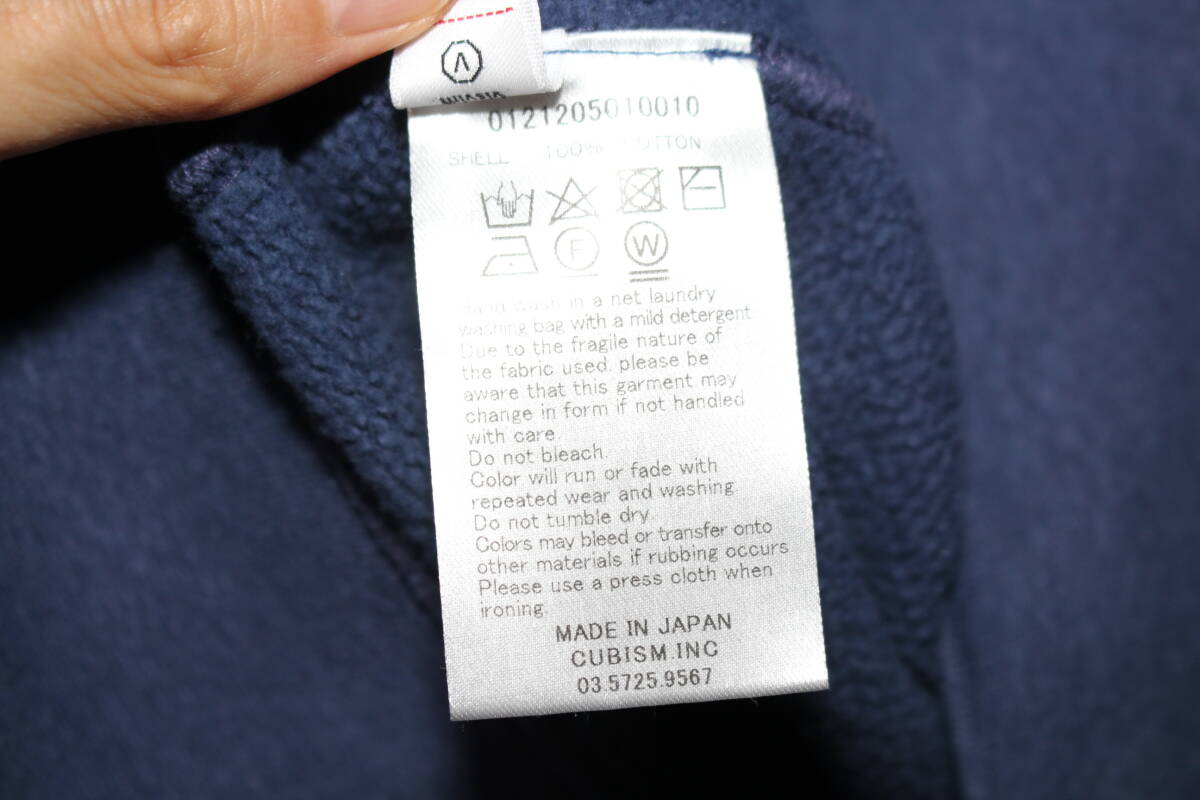 0121205010010
SHELL 100% COTTON
F
W
Hand wash in a net laundry
washing bag with a mild detergent.
Due to the fragile nature of
the fabric used, please be
aware that this garment may
change in form if not handled
with care.
Do not bleach.
Color will run or fade with
repeated wear and washing.
Do not tumble dry.
Colors may bleed or transfer onto
other materials if rubbing occurs
Please use a press cloth when
ironing.
MADE IN JAPAN
CUBISM.INC
03.5725.9567